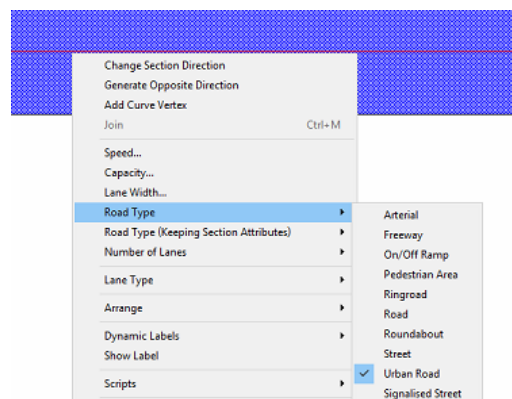 Change Section Direction
Generate Opposite Direction
Add Curve Vertex
Join Ctrl+M
Speed...
Capacity...
Lane Width...
Road Type
Road Type (Keeping Section Attributes)
Number of Lanes
Lane Type
Arrange
Dynamic Labels
Show Label
Scripts
Arterial
Freeway
On/Off Ramp
Pedestrian Area
Ringroad
Road
Roundabout
Street
Urban Road
Signalised Street